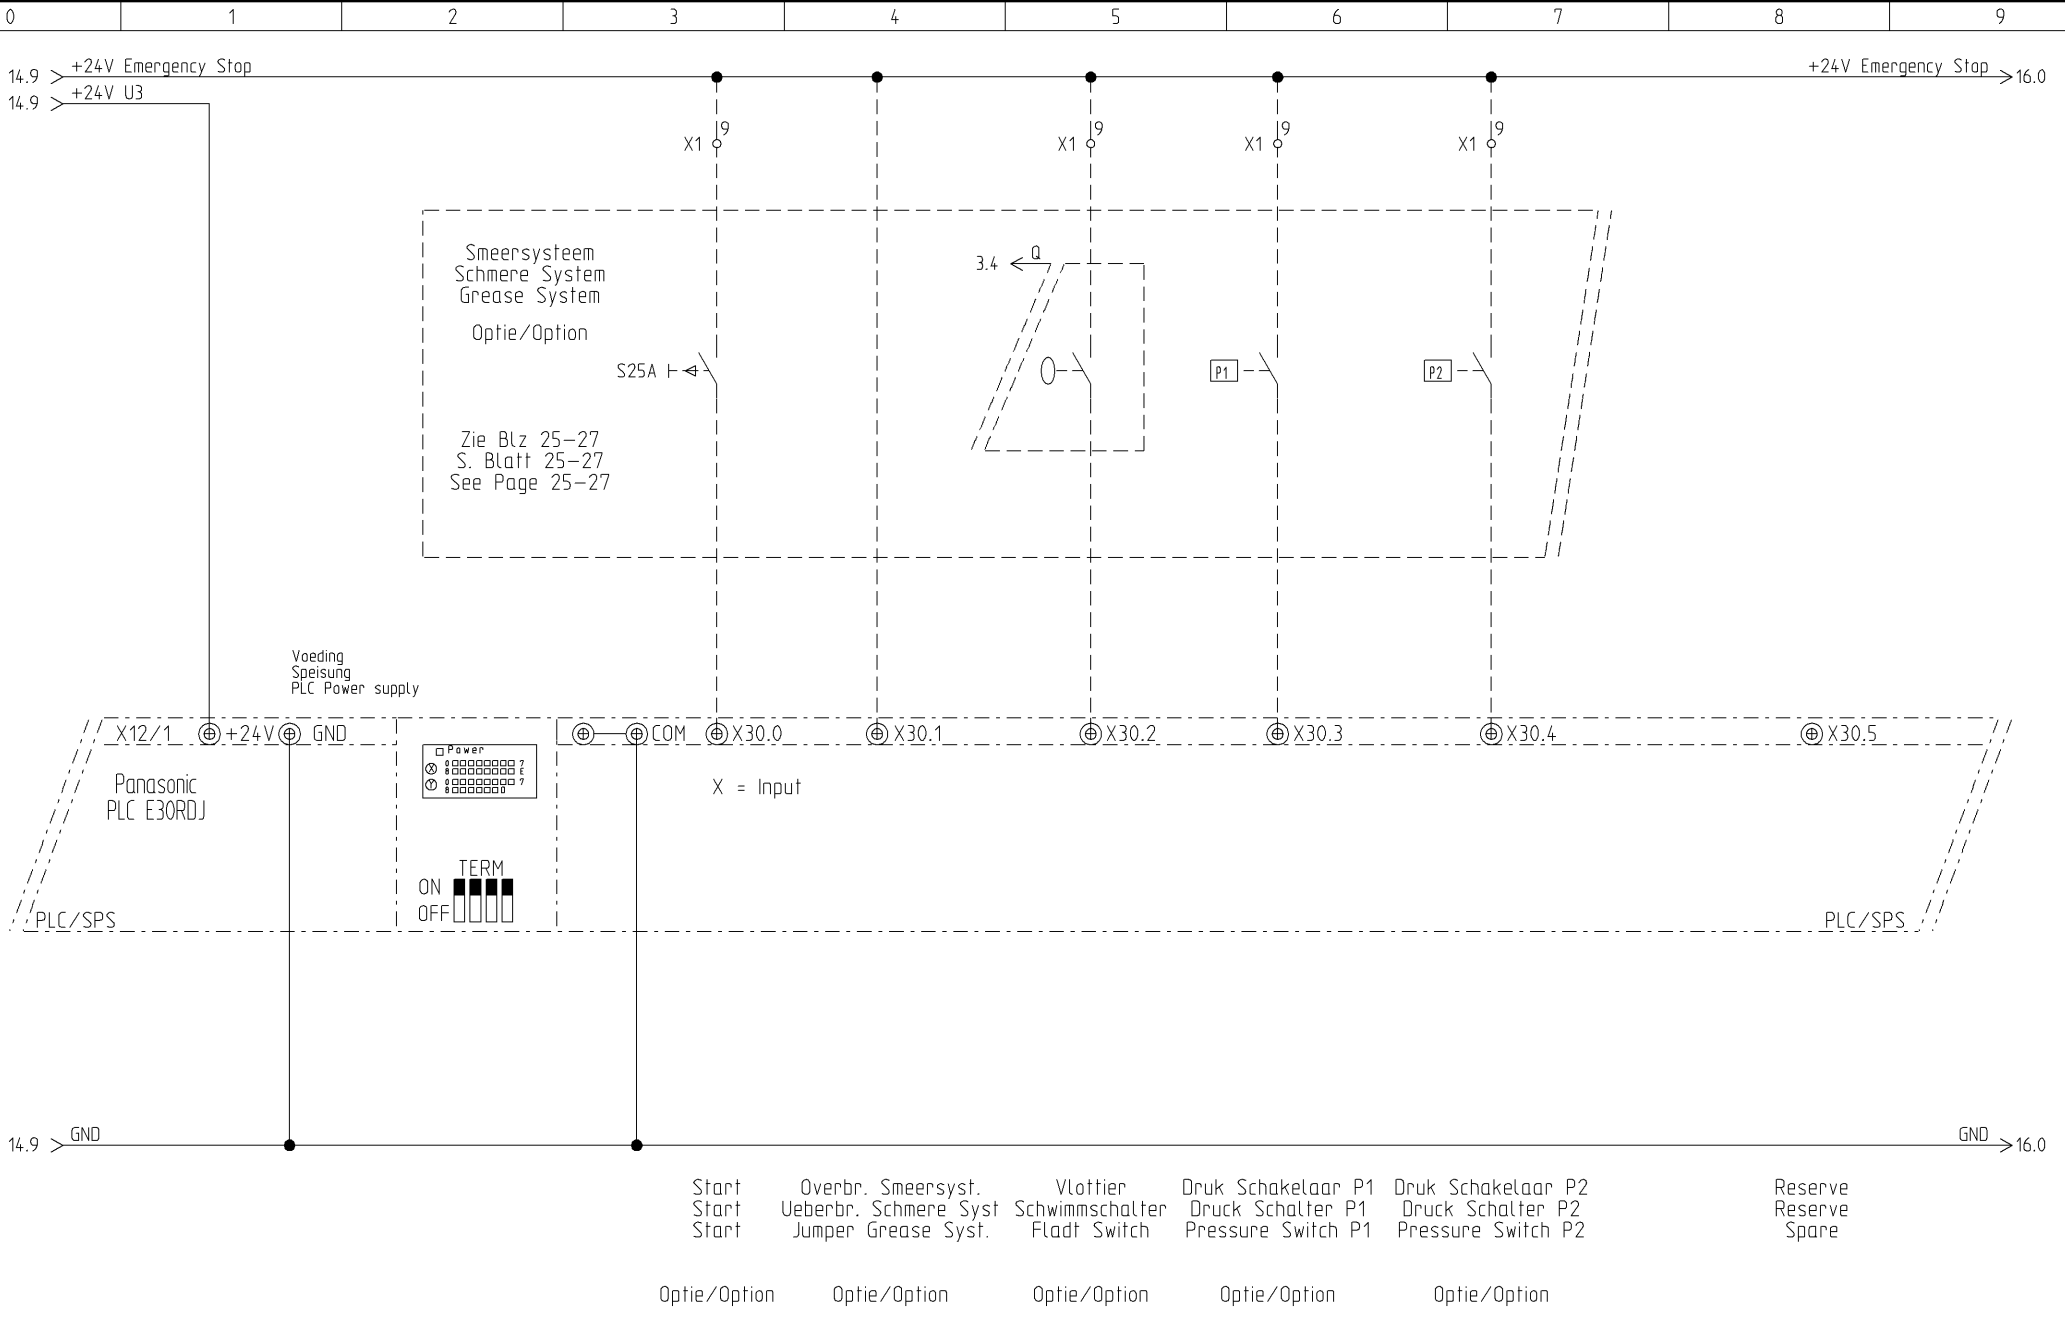 0 1 2 3 4 5 6 7 8 9
14.9 +24V Emergency Stop
+24V Emergency Stop 16.0
14.9 +24V U3
X1 9
X1 9
X1 9
X1 9
Smeersysteem
Schmere System
Grease System
Optie/Option
3.4 Q
S25A
P1
P2
Zie Blz 25-27
S. Blatt 25-27
See Page 25-27
Voeding
Speisung
PLC Power supply
X12/1 +24V GND COM X30.0 X30.1 X30.2 X30.3 X30.4 X30.5
Power
X 0 7
8 E
Y 0 7
8
Panasonic
PLC E30RDJ
X = Input
TERM
ON
OFF
PLC/SPS
PLC/SPS
14.9 GND
GND 16.0
Start
Start
Start
Optie/Option
Overbr. Smeersyst.
Ueberbr. Schmere Syst
Jumper Grease Syst.
Optie/Option
Vlottier
Schwimmschalter
Fladt Switch
Optie/Option
Druk Schakelaar P1
Druck Schalter P1
Pressure Switch P1
Optie/Option
Druk Schakelaar P2
Druck Schalter P2
Pressure Switch P2
Optie/Option
Reserve
Reserve
Spare